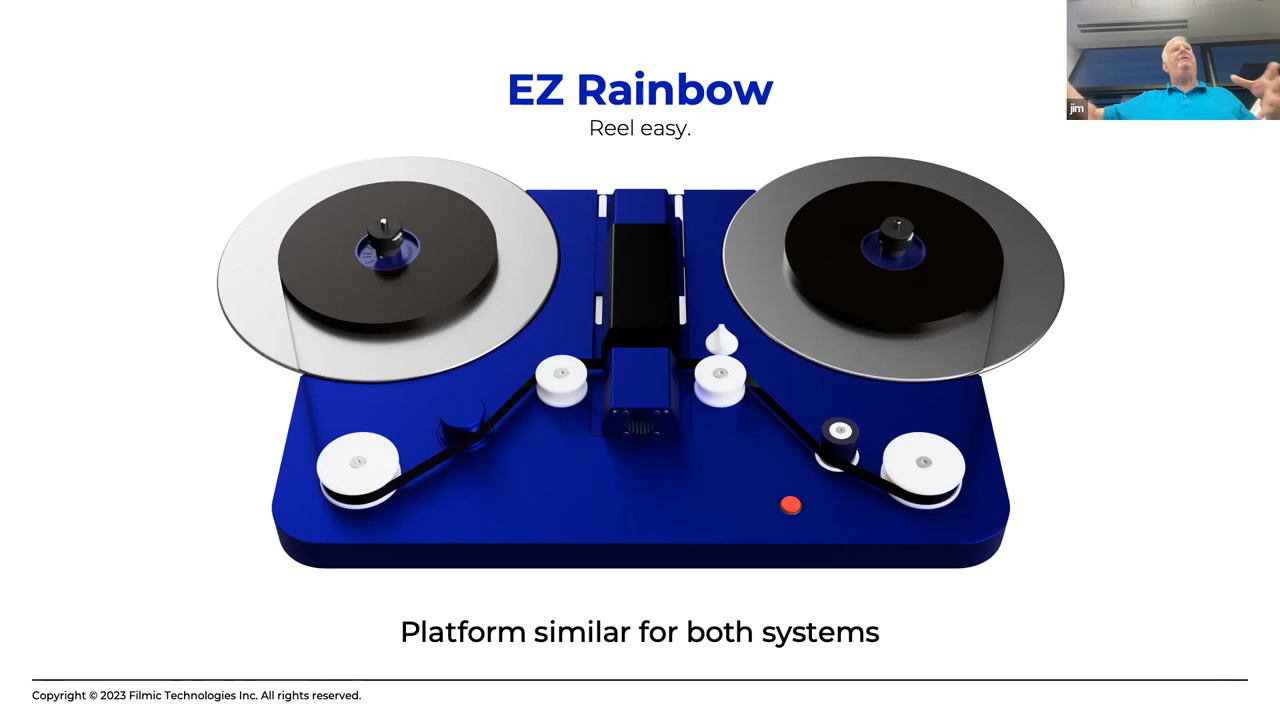 EZ Rainbow
Reel easy.
jim
Platform similar for both systems
Copyright © 2023 Filmic Technologies Inc. All rights reserved.